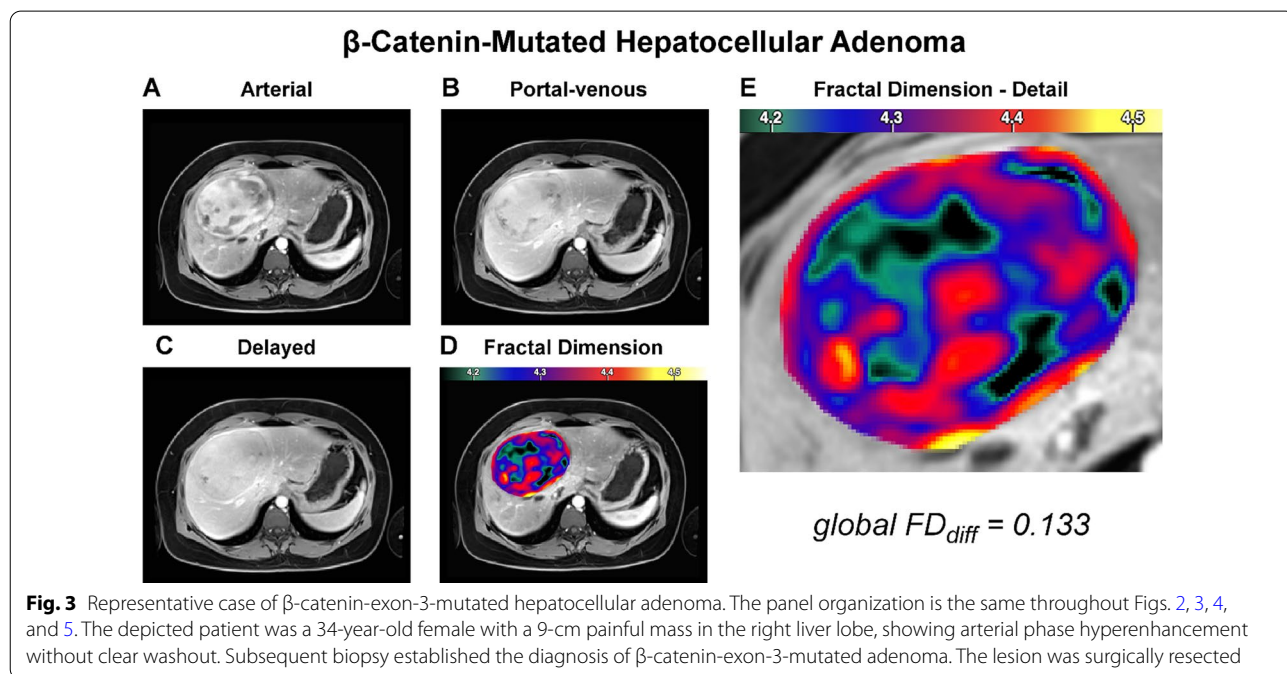 β-Catenin-Mutated Hepatocellular Adenoma
A Arterial
B Portal-venous
E Fractal Dimension - Detail
4.2 4.3 4.4 4.5
C Delayed
D Fractal Dimension
4.2 4.3 4.4 4.5
global FDdiff = 0.133
Fig. 3 Representative case of β-catenin-exon-3-mutated hepatocellular adenoma. The panel organization is the same throughout Figs. 2, 3, 4,
and 5. The depicted patient was a 34-year-old female with a 9-cm painful mass in the right liver lobe, showing arterial phase hyperenhancement
without clear washout. Subsequent biopsy established the diagnosis of β-catenin-exon-3-mutated adenoma. The lesion was surgically resected